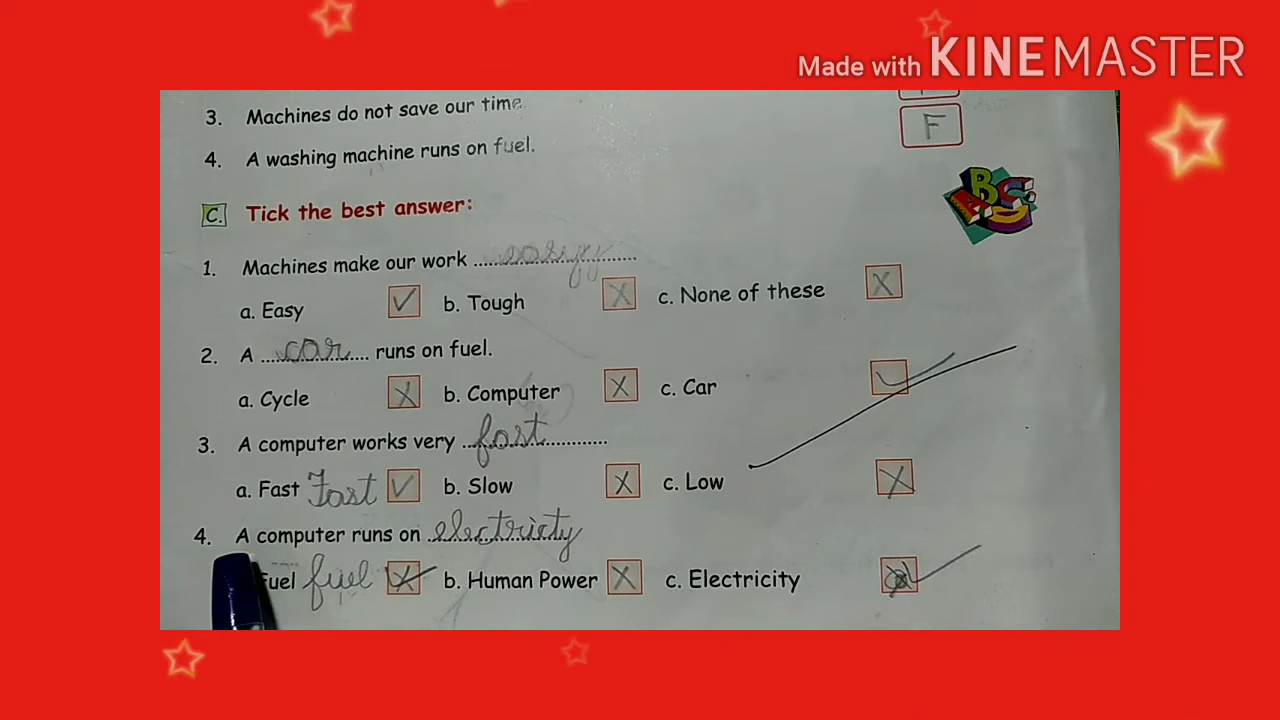 Made with KINEMASTER
3. Machines do not save our time.
F
4. A washing machine runs on fuel.
ABC
C. Tick the best answer:
1. Machines make our work ....easyy....
a. Easy ✓ b. Tough X c. None of these X
2. A ....car.... runs on fuel.
a. Cycle X b. Computer X c. Car ✓
3. A computer works very ....fast....
a. Fast Fast ✓ b. Slow X c. Low X
4. A computer runs on ....electricty
Fuel fuel X b. Human Power X c. Electricity ✓